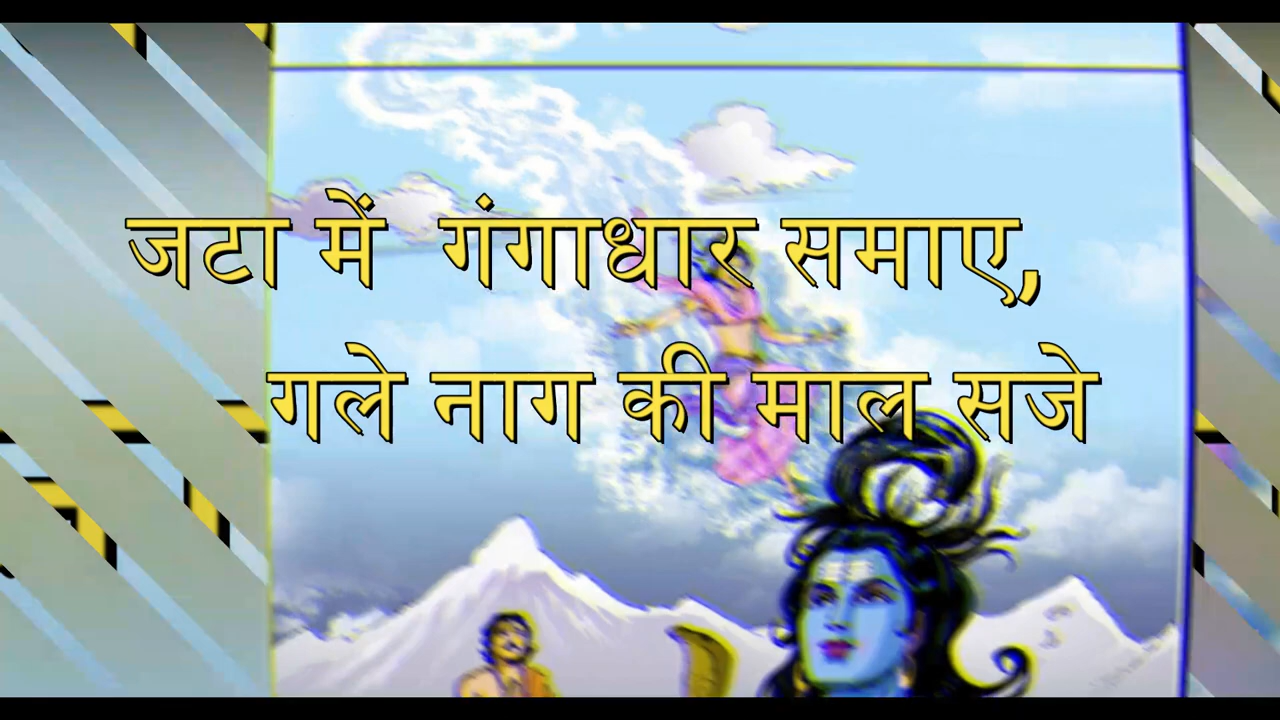 जटा में  गंगाधार समाए,
गले नाग की माल सजे